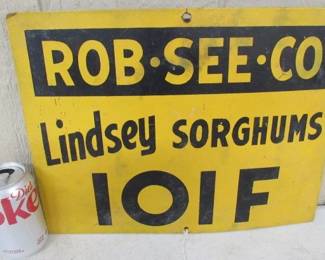 ROB·SEE·CO
Lindsey SORGHUMS
101F
Diet
Coke